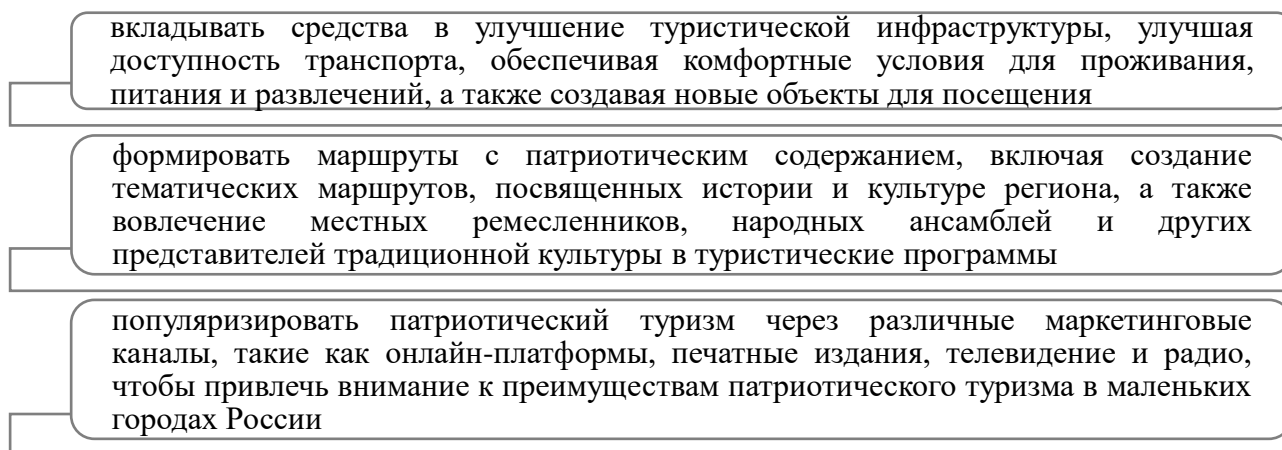 вкладывать средства в улучшение туристической инфраструктуры, улучшая
доступность транспорта, обеспечивая комфортные условия для проживания,
питания и развлечений, а также создавая новые объекты для посещения
формировать маршруты с патриотическим содержанием, включая создание
тематических маршрутов, посвященных истории и культуре региона, а также
вовлечение местных ремесленников, народных ансамблей и других
представителей традиционной культуры в туристические программы
популяризировать патриотический туризм через различные маркетинговые
каналы, такие как онлайн-платформы, печатные издания, телевидение и радио,
чтобы привлечь внимание к преимуществам патриотического туризма в маленьких
городах России